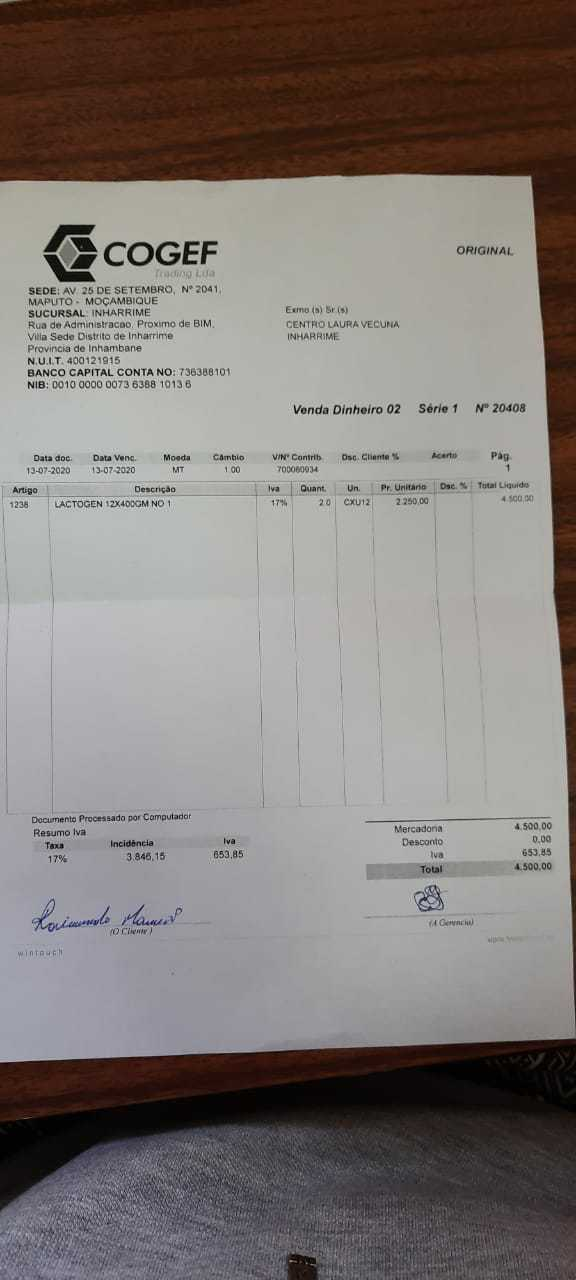 COGEF
Trading Lda
ORIGINAL
SEDE: AV. 25 DE SETEMBRO, Nº 2041,
MAPUTO - MOÇAMBIQUE
SUCURSAL: INHARRIME
Rua de Administracao, Proximo de BIM,
Villa Sede Distrito de Inharrime
Provincia de Inhambane
N.U.I.T. 400121915
BANCO CAPITAL CONTA NO: 736388101
NIB: 0010 0000 0073 6388 1013 6
Exmo.(s) Sr.(s)
CENTRO LAURA VECUNA
INHARRIME
Venda Dinheiro 02 Série 1 Nº 20408
Data doc. Data Venc. Moeda Câmbio V/Nº Contrib. Dsc. Cliente % Acerto Pág.
13-07-2020 13-07-2020 MT 1.00 700060934 1
Artigo Descrição Iva Quant. Un. Pr. Unitário Dsc. % Total Líquido
1238 LACTOGEN 12X400GM NO 1 17% 2.0 CXU12 2.250,00 4.500,00
Documento Processado por Computador
Resumo Iva
Taxa Incidência Iva
17% 3.846,15 653,85
Mercadoria 4.500,00
Desconto 0,00
Iva 653,85
Total 4.500,00
(O Cliente)
(A Gerencia)
wintouch